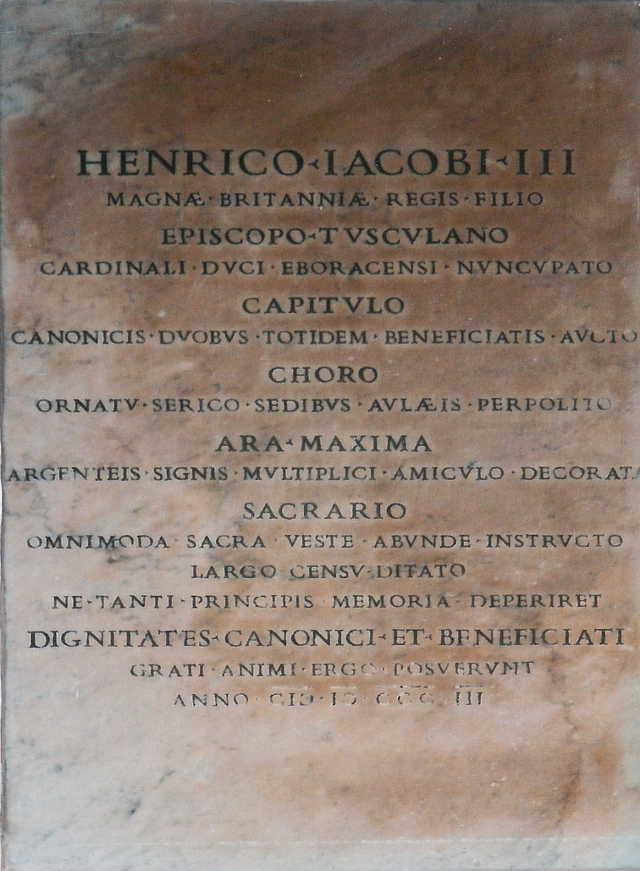 HENRICO·IACOBI·III
MAGNÆ·BRITANNIÆ·REGIS·FILIO
EPISCOPO·TVSCVLANO
CARDINALI·DVCI·EBORACENSI·NVNCVPATO
CAPITVLO
CANONICIS·DVOBVS·TOTIDEM·BENEFICIATIS·AVCTO
CHORO
ORNATV·SERICO·SEDIBVS·AVLÆIS·PERPOLITO
ARA·MAXIMA
ARGENTEIS·SIGNIS·MVLTIPLICI·AMICVLO·DECORATA
SACRARIO
OMNIMODA·SACRA·VESTE·ABVNDE·INSTRVCTO
LARGO·CENSV·DITATO
NE·TANTI·PRINCIPIS·MEMORIA·DEPERIRET
DIGNITATES·CANONICI·ET·BENEFICIATI
GRATI·ANIMI·ERGO·POSVERVNT
ANNO·CIƆ·IƆ·CCC·III